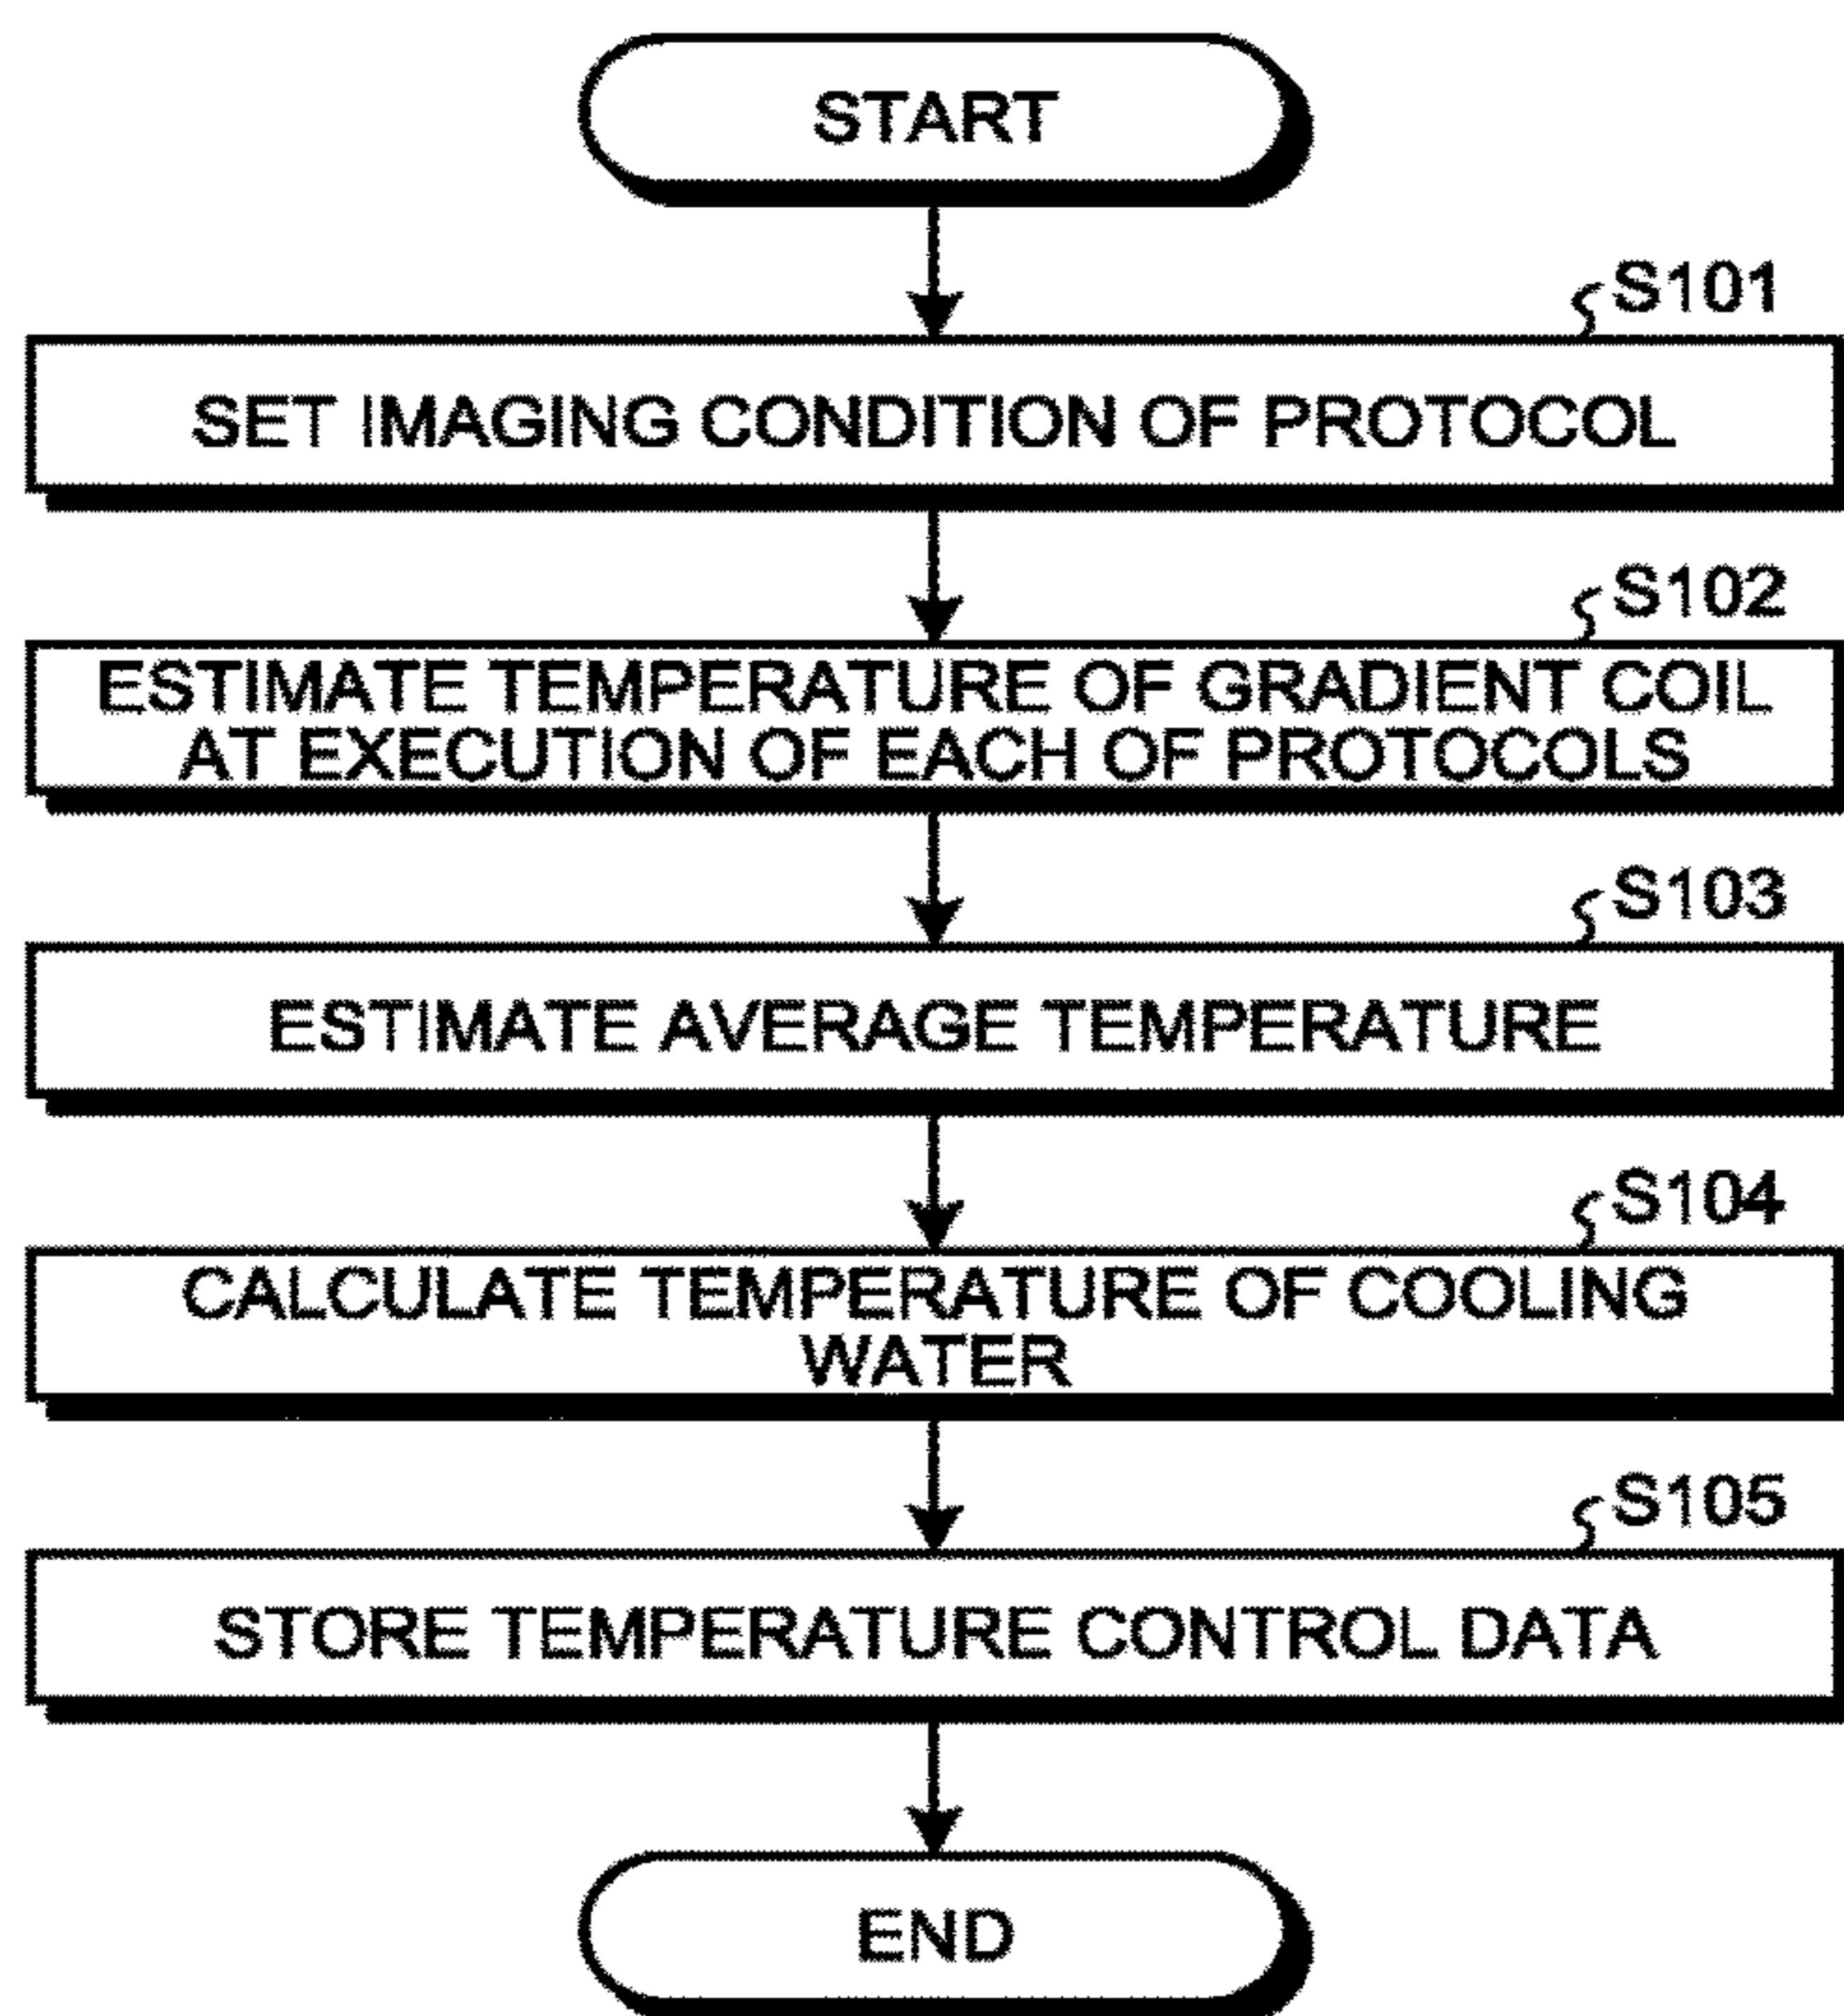 START
S101
SET IMAGING CONDITION OF PROTOCOL
S102
ESTIMATE TEMPERATURE OF GRADIENT COIL
AT EXECUTION OF EACH OF PROTOCOLS
S103
ESTIMATE AVERAGE TEMPERATURE
S104
CALCULATE TEMPERATURE OF COOLING
WATER
S105
STORE TEMPERATURE CONTROL DATA
END